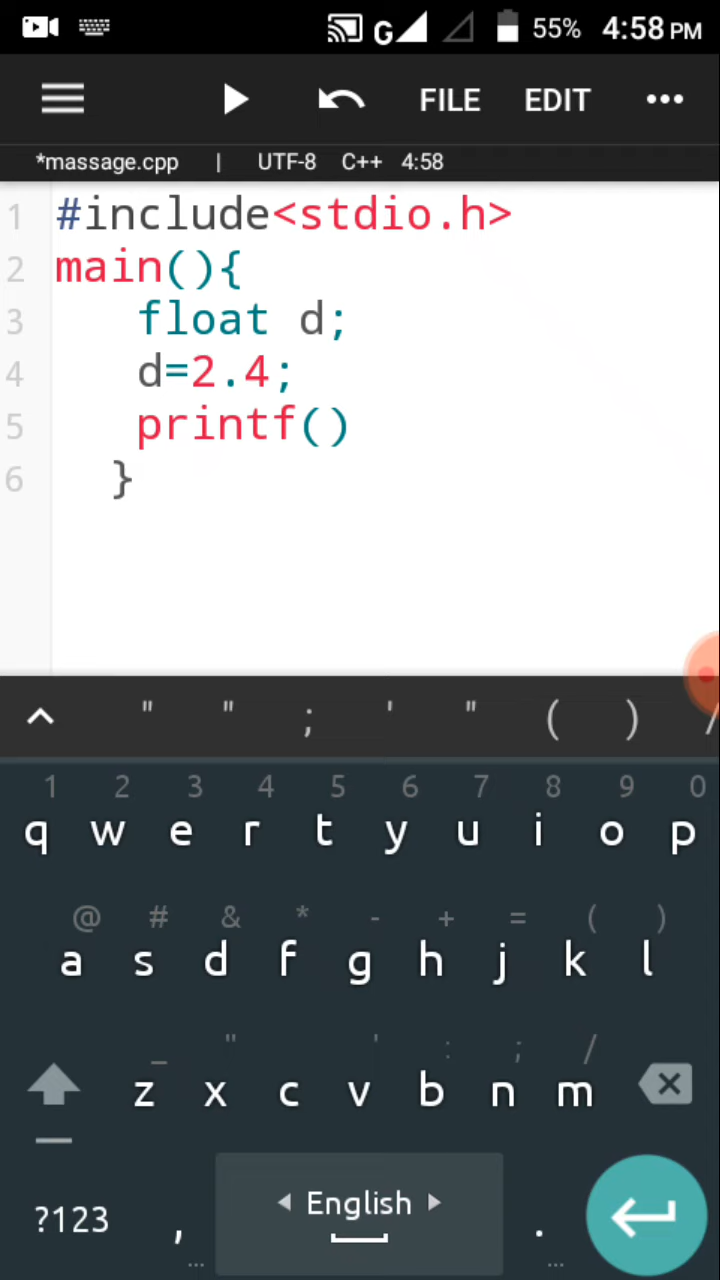 G 55% 4:58 PM
FILE EDIT
*massage.cpp | UTF-8 C++ 4:58
1 #include<stdio.h>
2 main(){
3 float d;
4 d=2.4;
5 printf()
6 }
" " ; ' " ( ) /
1 2 3 4 5 6 7 8 9 0
q w e r t y u i o p
@ # & * - + = ( )
a s d f g h j k l
_ " ' : ; /
z x c v b n m
?123 , English .